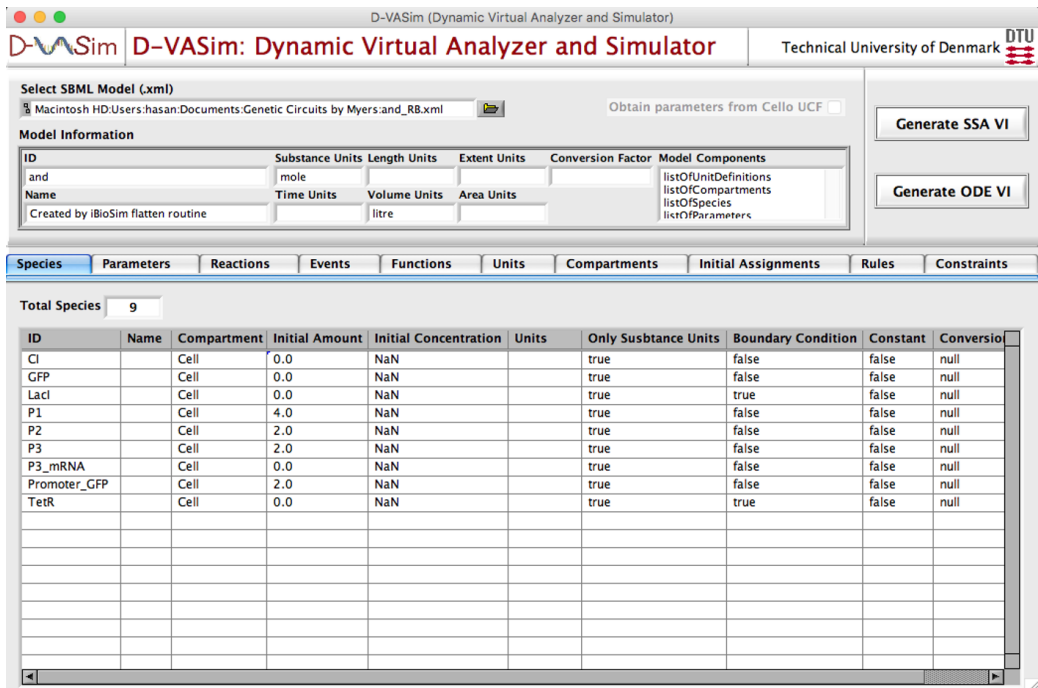 D-VASim (Dynamic Virtual Analyzer and Simulator)
D-VASim D-VASim: Dynamic Virtual Analyzer and Simulator Technical University of Denmark DTU
Select SBML Model (.xml)
Macintosh HD:Users:hasan:Documents:Genetic Circuits by Myers:and_RB.xml
Obtain parameters from Cello UCF
Generate SSA VI
Model Information
ID Substance Units Length Units Extent Units Conversion Factor Model Components
and mole listOfUnitDefinitions
listOfCompartments
Name Time Units Volume Units Area Units listOfSpecies
Created by iBioSim flatten routine litre listOfParameters
Generate ODE VI
Species Parameters Reactions Events Functions Units Compartments Initial Assignments Rules Constraints
Total Species 9
ID Name Compartment Initial Amount Initial Concentration Units Only Susbtance Units Boundary Condition Constant Conversion
CI Cell 0.0 NaN true false false null
GFP Cell 0.0 NaN true false false null
LacI Cell 0.0 NaN true true false null
P1 Cell 4.0 NaN true false false null
P2 Cell 2.0 NaN true false false null
P3 Cell 2.0 NaN true false false null
P3_mRNA Cell 0.0 NaN true false false null
Promoter_GFP Cell 2.0 NaN true false false null
TetR Cell 0.0 NaN true true false null